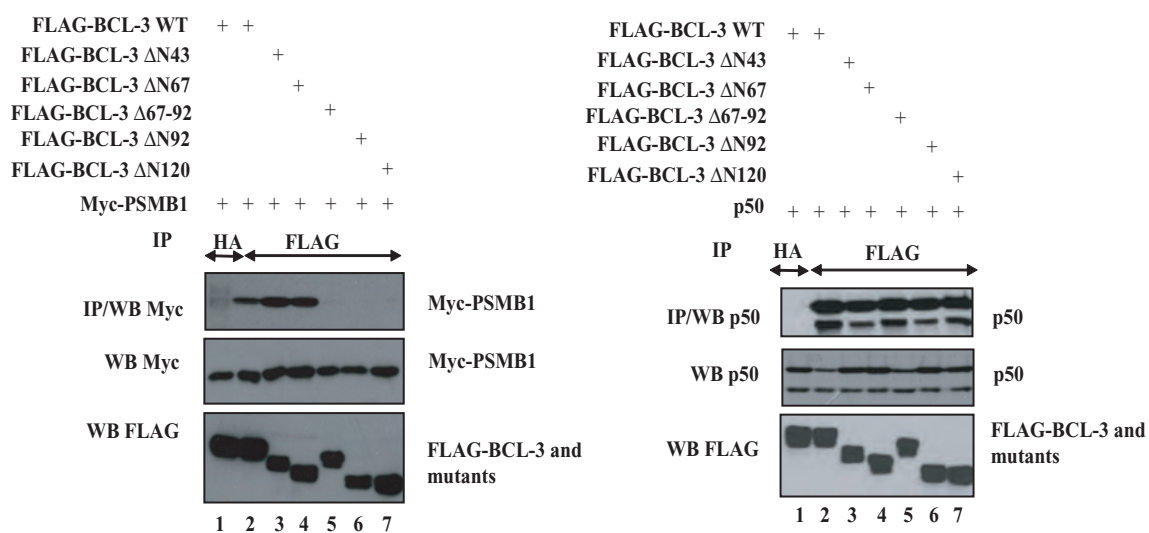 FLAG-BCL-3 WT + +
FLAG-BCL-3 ΔN43 +
FLAG-BCL-3 ΔN67 +
FLAG-BCL-3 Δ67-92 +
FLAG-BCL-3 ΔN92 +
FLAG-BCL-3 ΔN120 +
Myc-PSMB1 + + + + + + +
IP HA FLAG
IP/WB Myc Myc-PSMB1
WB Myc Myc-PSMB1
WB FLAG FLAG-BCL-3 and
mutants
1 2 3 4 5 6 7
FLAG-BCL-3 WT + +
FLAG-BCL-3 ΔN43 +
FLAG-BCL-3 ΔN67 +
FLAG-BCL-3 Δ67-92 +
FLAG-BCL-3 ΔN92 +
FLAG-BCL-3 ΔN120 +
p50 + + + + + + +
IP HA FLAG
IP/WB p50 p50
WB p50 p50
WB FLAG FLAG-BCL-3 and
mutants
1 2 3 4 5 6 7